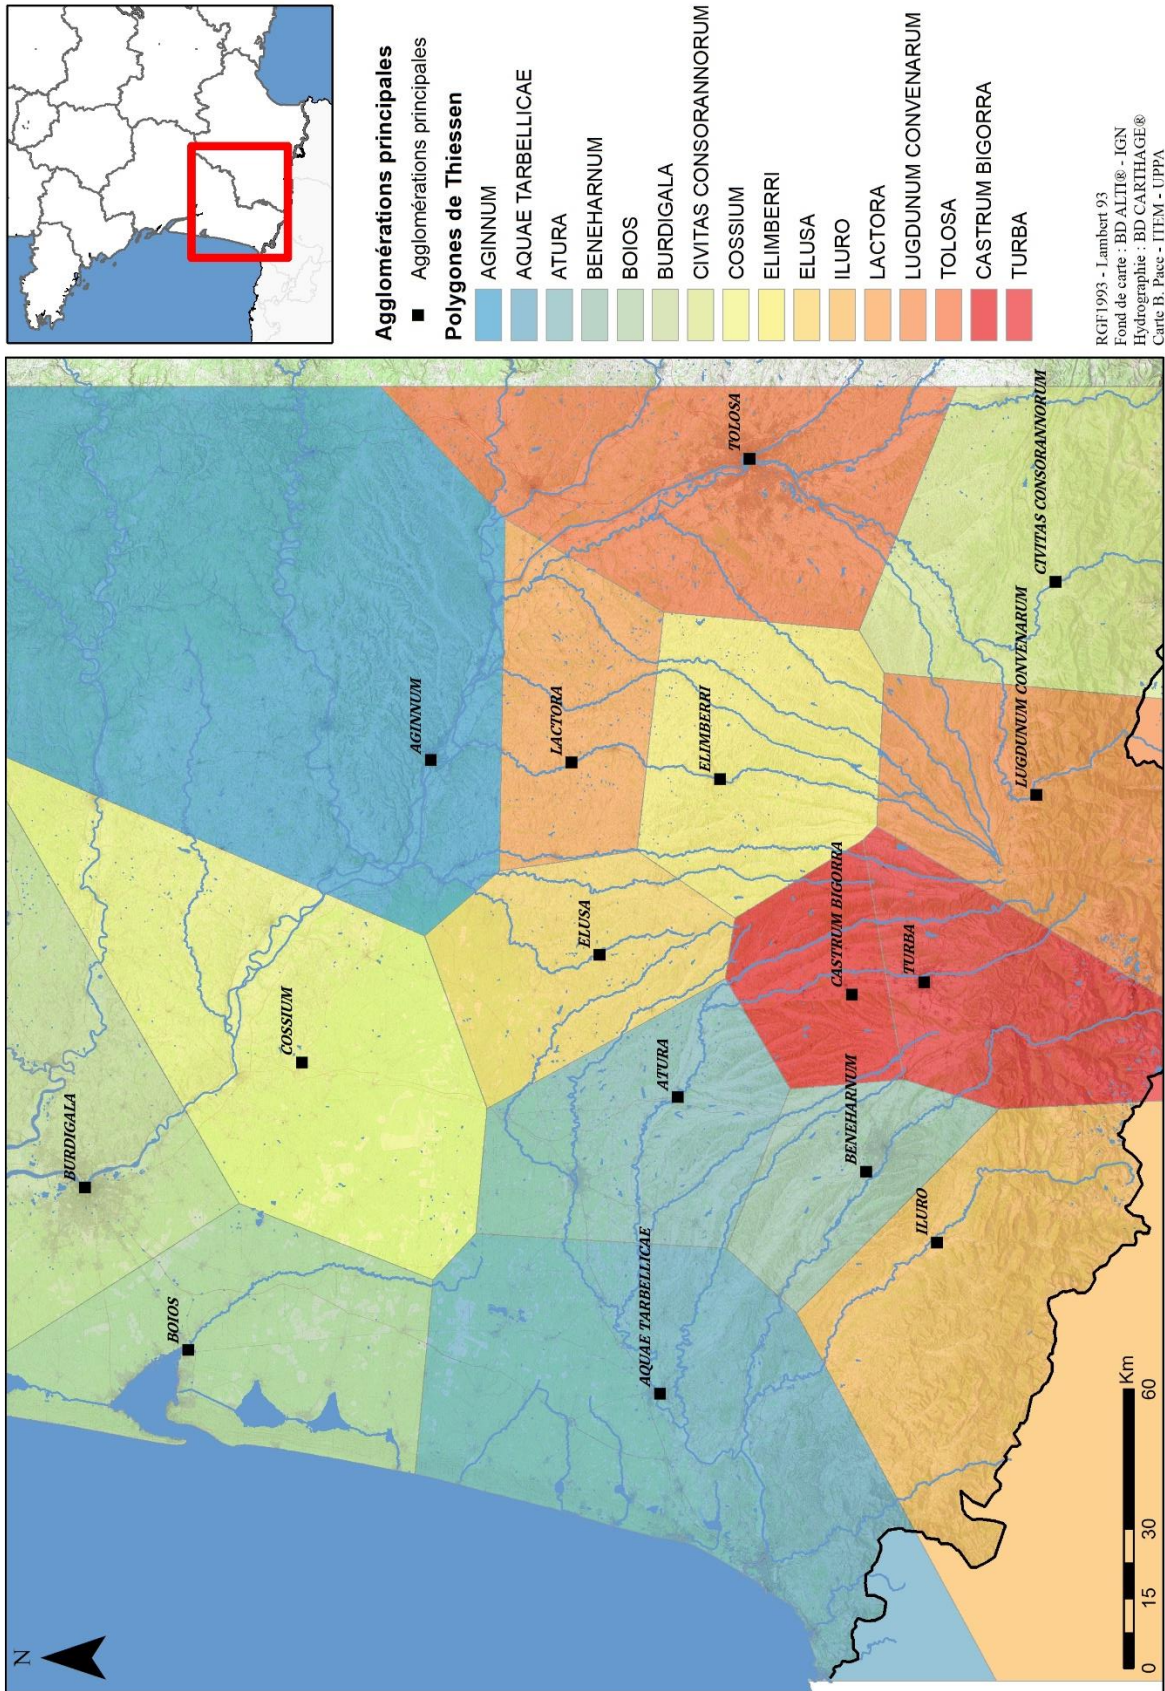 N
BURDIGALA
BOIOS
COSSIUM
AGINNUM
LACTORA
ELUSA
ELIMBERRI
TOLOSA
ATURA
AQUAE TARBELLICAE
CASTRUM BIGORRA
TURBA
BENEHARNUM
ILURO
LUGDUNUM CONVENARUM
CIVITAS CONSORANNORUM
0 15 30 60
Km
Agglomérations principales
Agglomérations principales
Polygones de Thiessen
AGINNUM
AQUAE TARBELLICAE
ATURA
BENEHARNUM
BOIOS
BURDIGALA
CIVITAS CONSORANNORUM
COSSIUM
ELIMBERRI
ELUSA
ILURO
LACTORA
LUGDUNUM CONVENARUM
TOLOSA
CASTRUM BIGORRA
TURBA
RGF1993 - Lambert 93
Fond de carte : BD ALTI® - IGN
Hydrographie : BD CARTHAGE®
Carte B. Pace - ITEM - UPPA